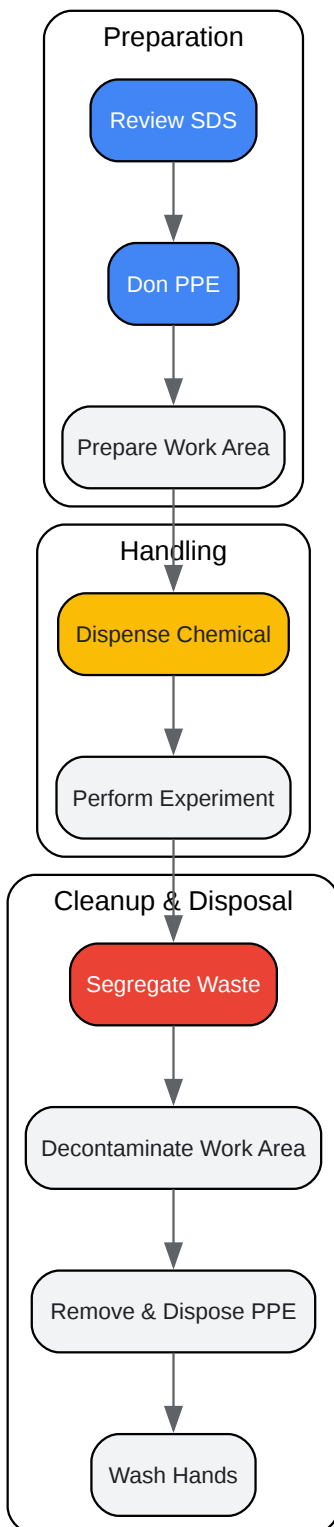 Preparation
Review SDS
Don PPE
Prepare Work Area
Handling
Dispense Chemical
Perform Experiment
Cleanup & Disposal
Segregate Waste
Decontaminate Work Area
Remove & Dispose PPE
Wash Hands